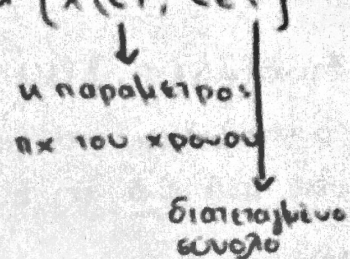 κ παραμετρος
πχ του χρονου
διατεταγμενο
συνολο